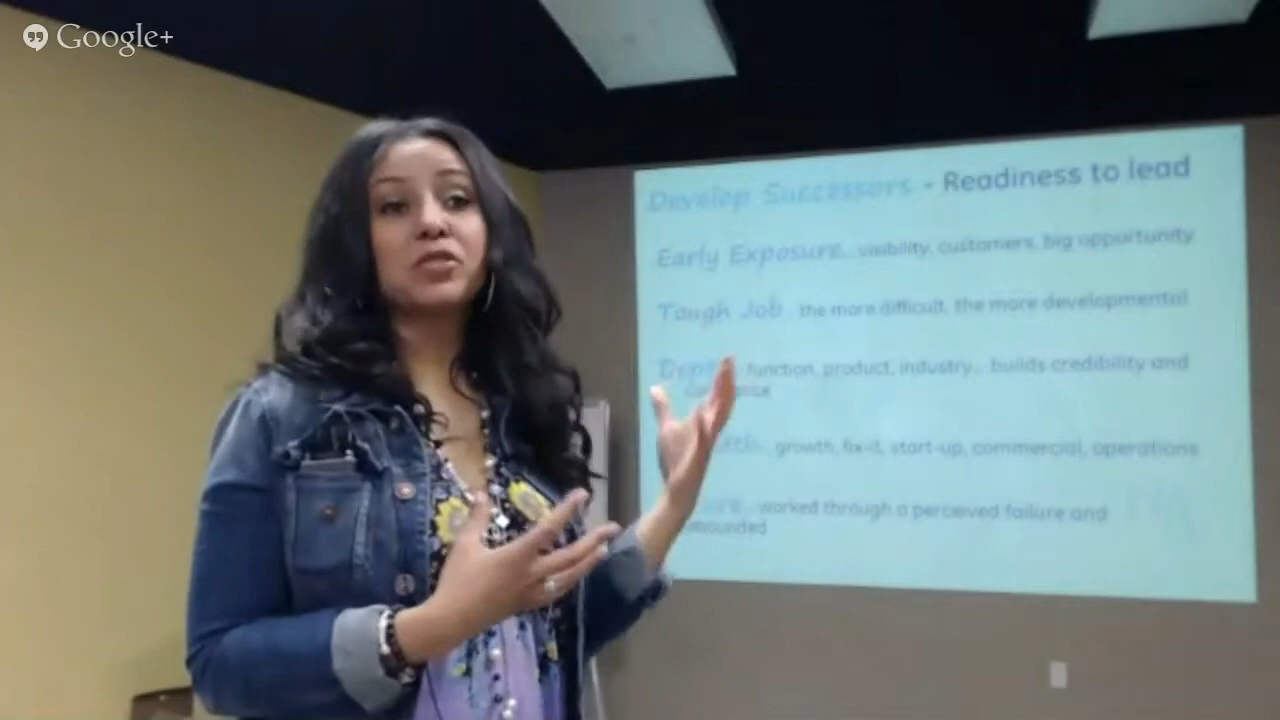 Google+
Develop Successors - Readiness to lead
Early Exposure.. visibility, customers, big opportunity
Tough Job.. the more difficult, the more developmental
function, product, industry.. builds credibility and
growth, fix-it, start-up, commercial, operations
worked through a perceived failure and